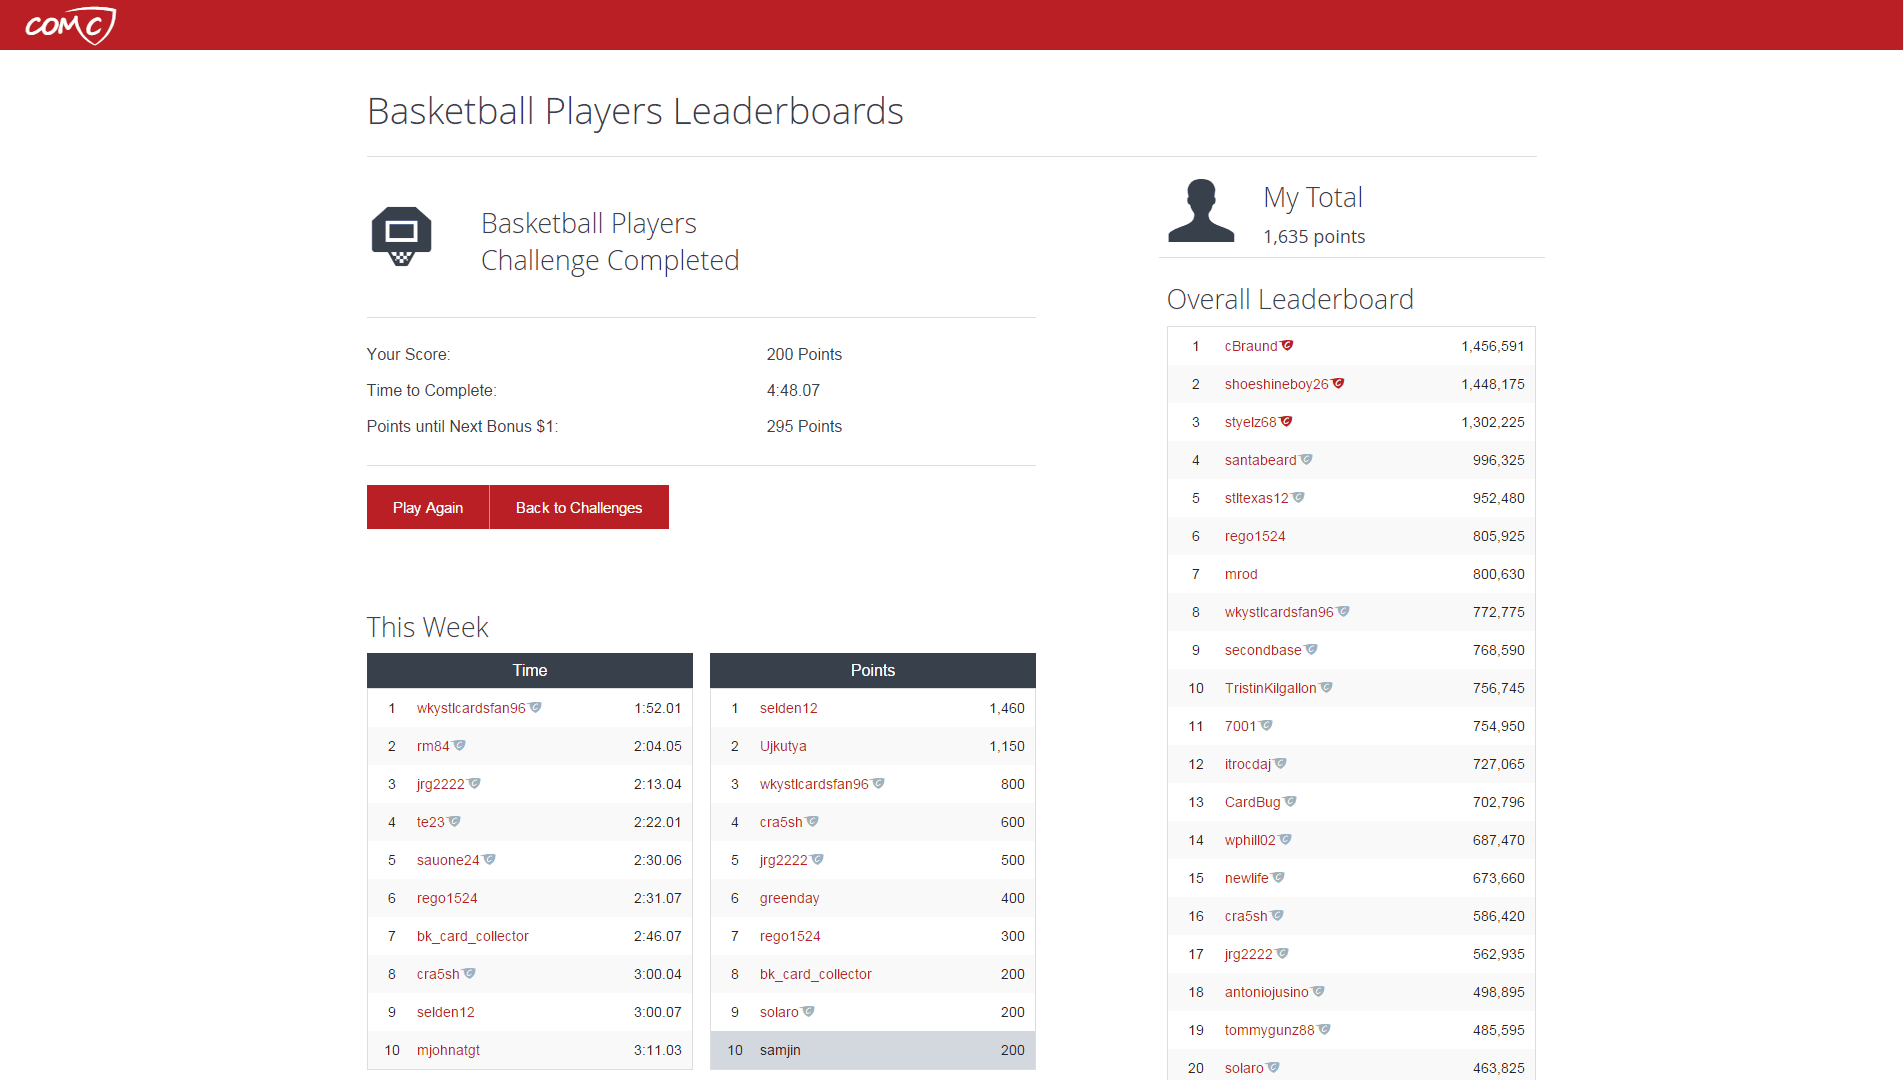 COMC
Basketball Players Leaderboards
Basketball Players
Challenge Completed
Your Score: 200 Points
Time to Complete: 4:48.07
Points until Next Bonus $1: 295 Points
Play Again Back to Challenges
This Week
Time
1 wkystlcardsfan96 1:52.01
2 rm84 2:04.05
3 jrg2222 2:13.04
4 te23 2:22.01
5 sauone24 2:30.06
6 rego1524 2:31.07
7 bk_card_collector 2:46.07
8 cra5sh 3:00.04
9 selden12 3:00.07
10 mjohnatgt 3:11.03
Points
1 selden12 1,460
2 Ujkutya 1,150
3 wkystlcardsfan96 800
4 cra5sh 600
5 jrg2222 500
6 greenday 400
7 rego1524 300
8 bk_card_collector 200
9 solaro 200
10 samjin 200
My Total
1,635 points
Overall Leaderboard
1 cBraund 1,456,591
2 shoeshineboy26 1,448,175
3 styelz68 1,302,225
4 santabeard 996,325
5 stltexas12 952,480
6 rego1524 805,925
7 mrod 800,630
8 wkystlcardsfan96 772,775
9 secondbase 768,590
10 TristinKilgallon 756,745
11 7001 754,950
12 itrocdaj 727,065
13 CardBug 702,796
14 wphill02 687,470
15 newlife 673,660
16 cra5sh 586,420
17 jrg2222 562,935
18 antoniojusino 498,895
19 tommygunz88 485,595
20 solaro 463,825